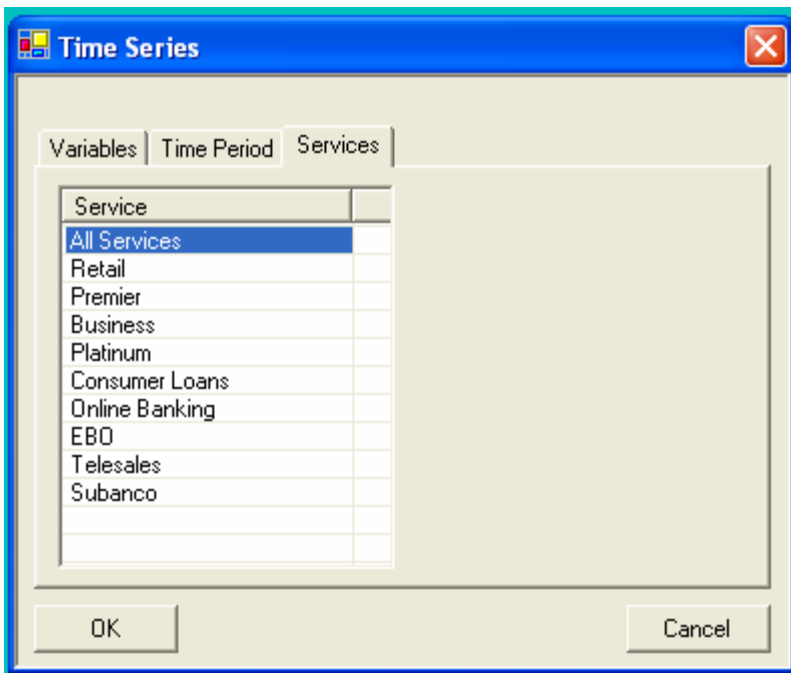 Time Series
Variables Time Period Services
Service
All Services
Retail
Premier
Business
Platinum
Consumer Loans
Online Banking
EBO
Telesales
Subanco
OK Cancel